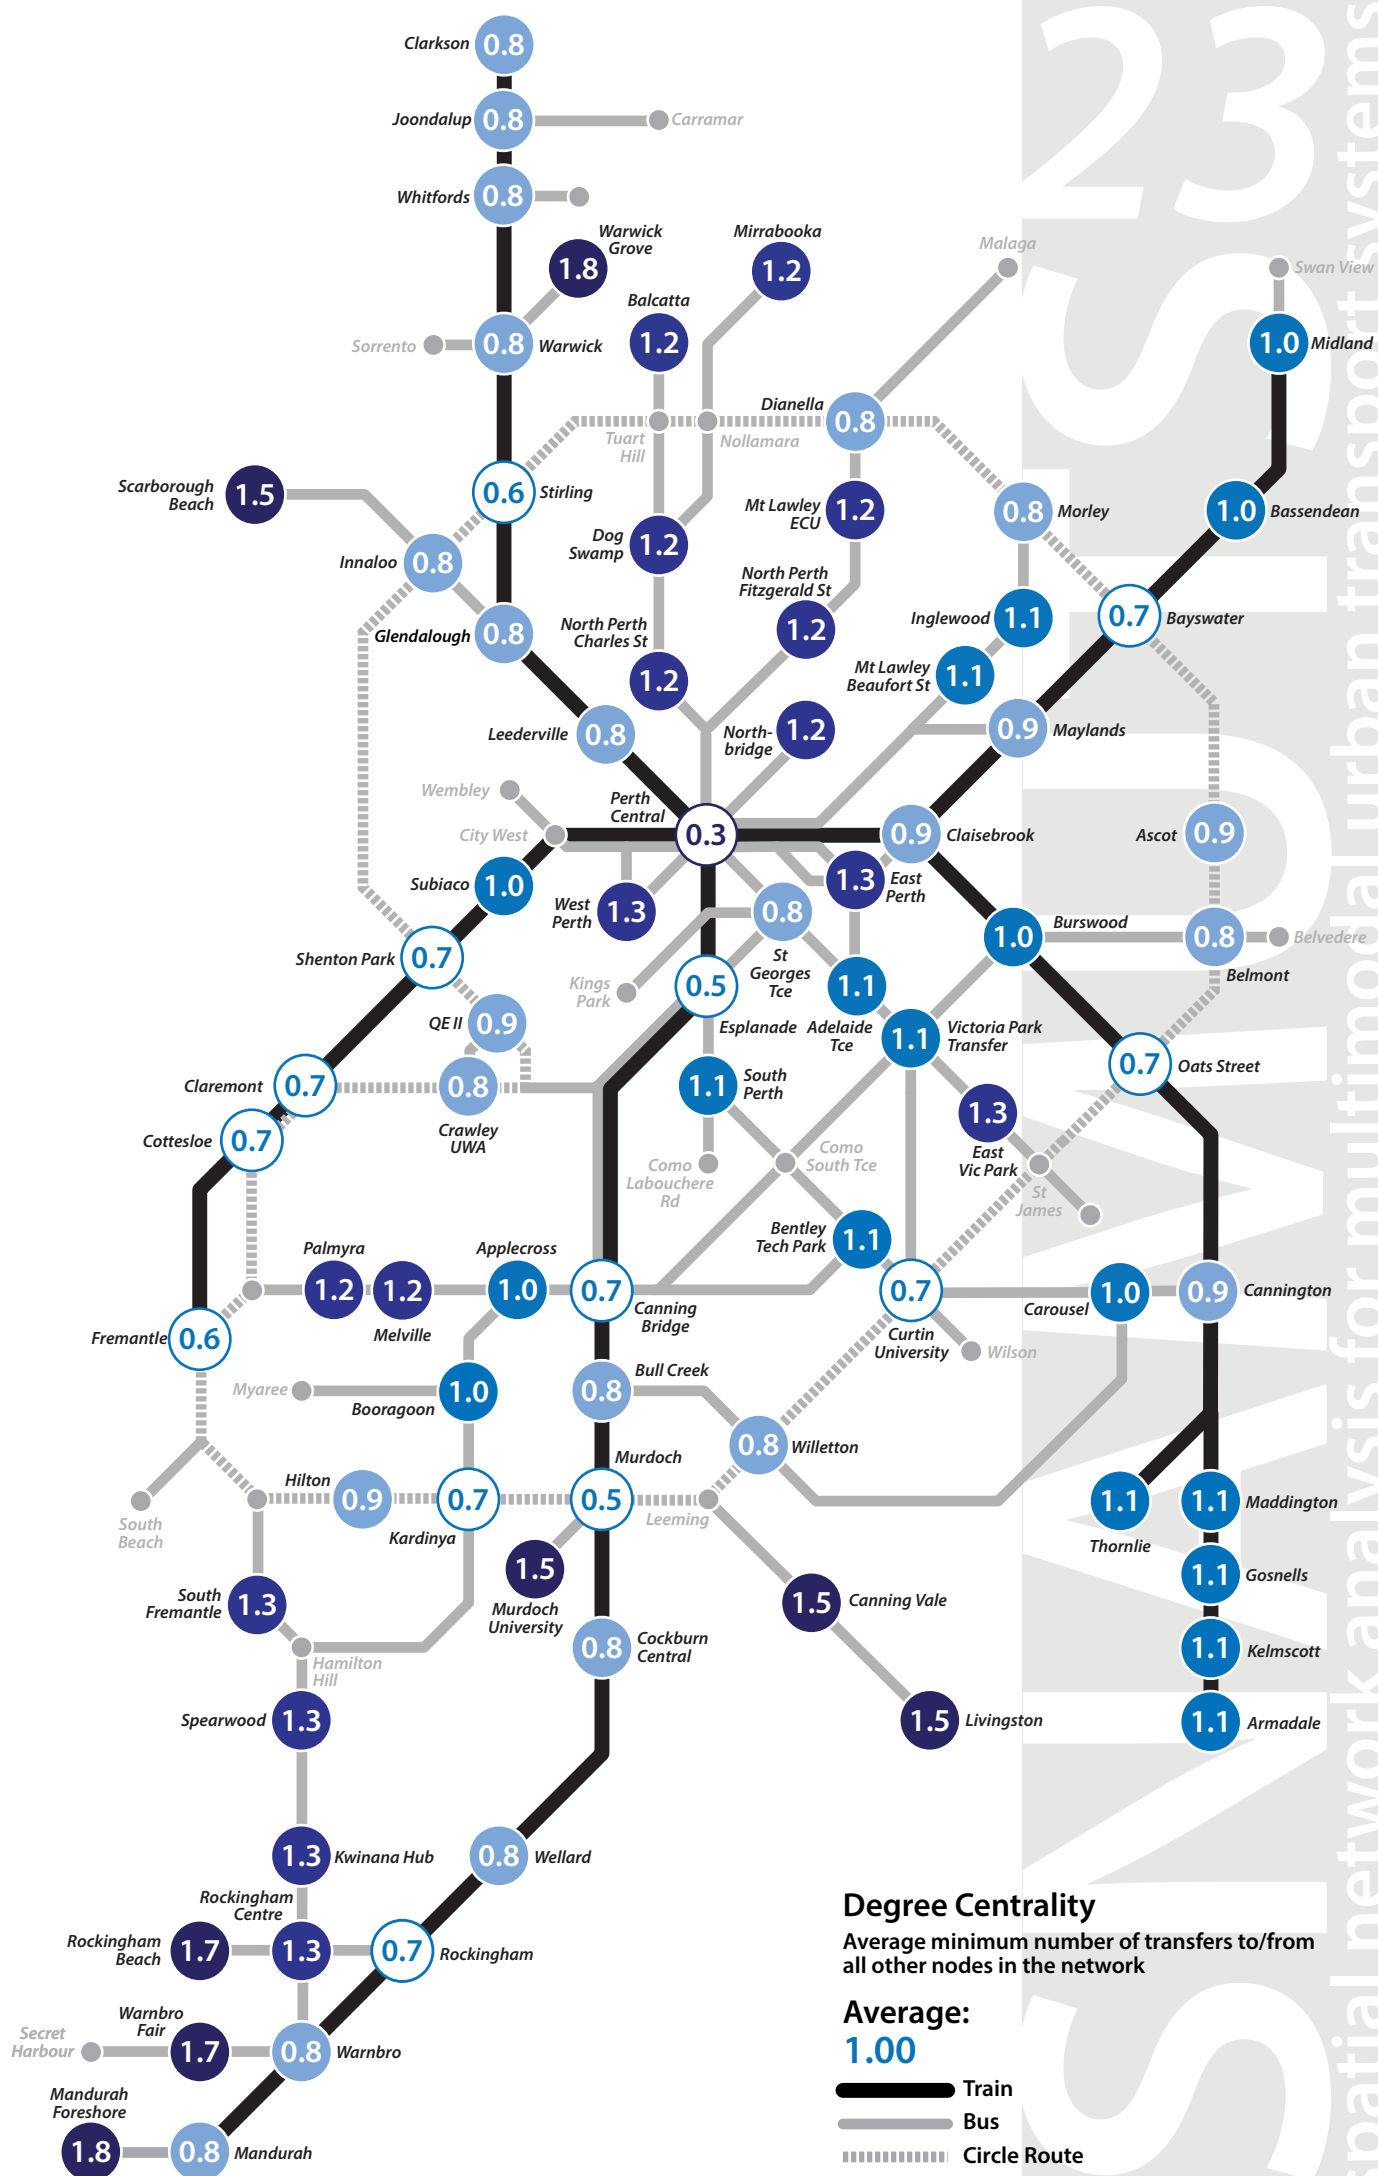 Clarkson
0.8
Joondalup
0.8
Carramar
Whitfords
0.8
Warwick
Grove
1.8
Mirrabooka
1.2
Malaga
Swan View
Balcatta
1.2
Sorrento
0.8
Warwick
1.0
Midland
Dianella
0.8
Tuart
Hill
Nollamara
Scarborough
Beach
1.5
0.6
Stirling
Mt Lawley
ECU
1.2
0.8
Morley
1.0
Bassendean
Dog
Swamp
1.2
Innaloo
0.8
North Perth
Fitzgerald St
1.2
Inglewood
1.1
0.7
Bayswater
Glendalough
0.8
North Perth
Charles St
1.2
Mt Lawley
Beaufort St
1.1
Leederville
0.8
North-
bridge
1.2
0.9
Maylands
Wembley
Perth
Central
0.3
City West
0.9
Claisebrook
Ascot
0.9
Subiaco
1.0
West
Perth
1.3
1.3
East
Perth
0.8
St
Georges
Tce
1.0
Burswood
0.8
Belvedere
Belmont
Shenton Park
0.7
Kings
Park
0.5
Esplanade
1.1
Adelaide
Tce
QE II
0.9
1.1
Victoria Park
Transfer
0.7
Oats Street
Claremont
0.7
0.8
Crawley
UWA
1.1
South
Perth
1.3
East
Vic Park
Cottesloe
0.7
Como
Labouchere
Rd
Como
South Tce
St
James
Bentley
Tech Park
1.1
Palmyra
1.2
1.2
Melville
Applecross
1.0
0.7
Canning
Bridge
0.7
Curtin
University
Carousel
1.0
0.9
Cannington
Fremantle
0.6
Wilson
Myaree
1.0
Booragoon
0.8
Bull Creek
0.8
Willetton
Murdoch
0.5
Hilton
0.9
0.7
Kardinya
Leeming
South
Beach
1.1
Thornlie
1.1
Maddington
1.5
Murdoch
University
1.1
Gosnells
South
Fremantle
1.3
1.5
Canning Vale
0.8
Cockburn
Central
Hamilton
Hill
1.1
Kelmscott
Spearwood
1.3
1.5
Livingston
1.1
Armadale
1.3
Kwinana Hub
0.8
Wellard
Rockingham
Centre
1.3
Rockingham
Beach
1.7
0.7
Rockingham
Warnbro
Fair
1.7
Secret
Harbour
0.8
Warnbro
Mandurah
Foreshore
1.8
0.8
Mandurah
Degree Centrality
Average minimum number of transfers to/from
all other nodes in the network
Average:
1.00
Train
Bus
Circle Route
23
SNAMUTS
spatial network analysis for multimodal urban transport systems